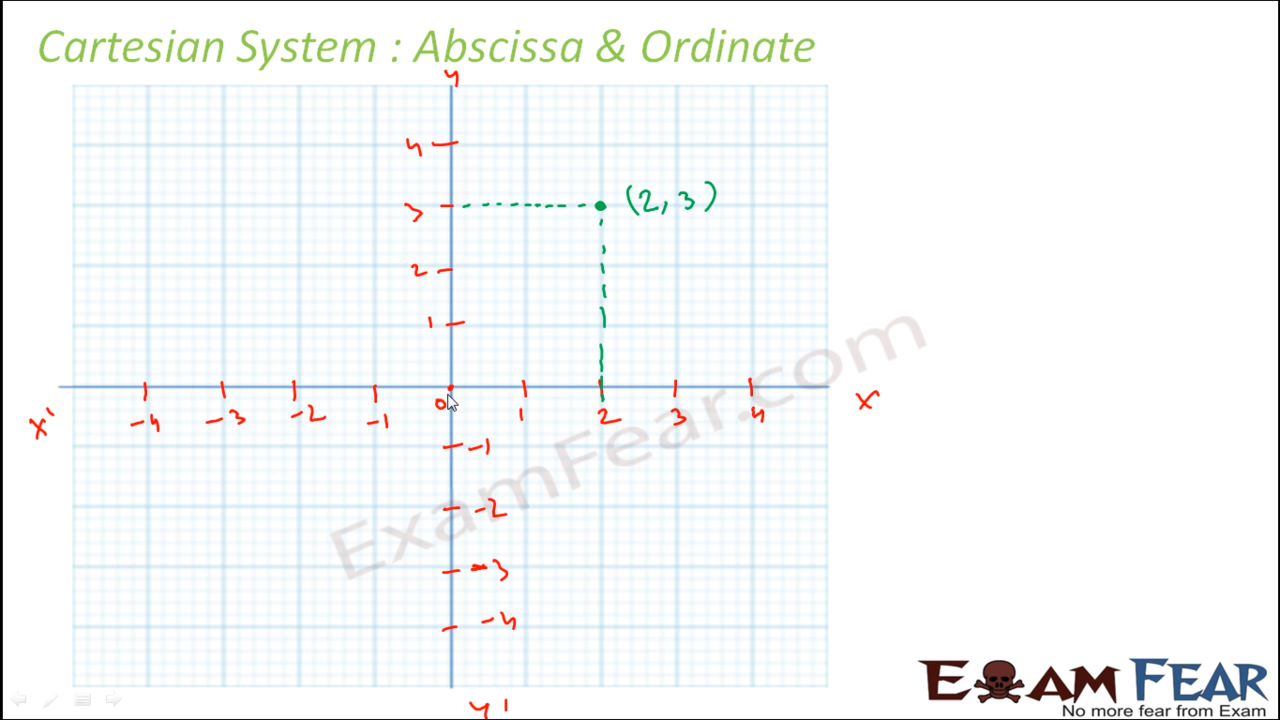 Cartesian System : Abscissa & Ordinate
y
4
3
(2, 3)
2
1
0
x' -4 -3 -2 -1 1 2 3 4 x
-1
-2
-3
-4
y'
ExamFear.com
EXAM FEAR
No more fear from Exam